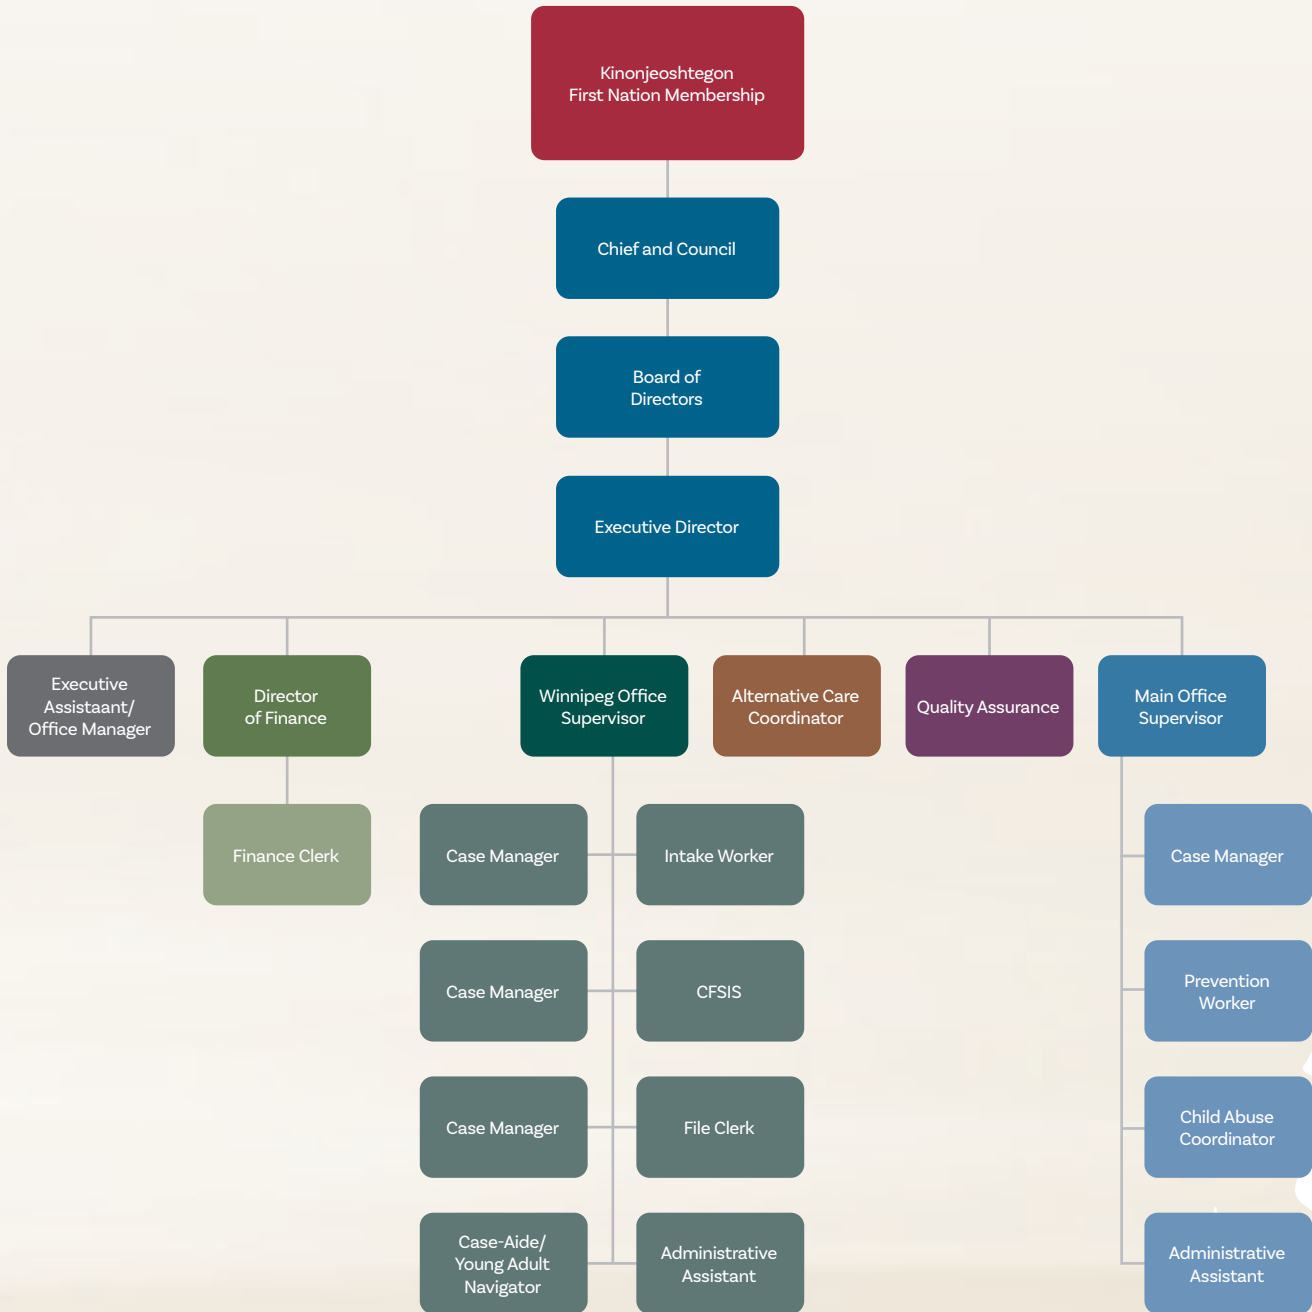 Kinonjeoshtegon
First Nation Membership
Chief and Council
Board of
Directors
Executive Director
Executive
Assistaant/
Office Manager
Director
of Finance
Winnipeg Office
Supervisor
Alternative Care
Coordinator
Quality Assurance
Main Office
Supervisor
Finance Clerk
Case Manager
Intake Worker
Case Manager
Case Manager
CFSIS
Prevention
Worker
Case Manager
File Clerk
Child Abuse
Coordinator
Case-Aide/
Young Adult
Navigator
Administrative
Assistant
Administrative
Assistant